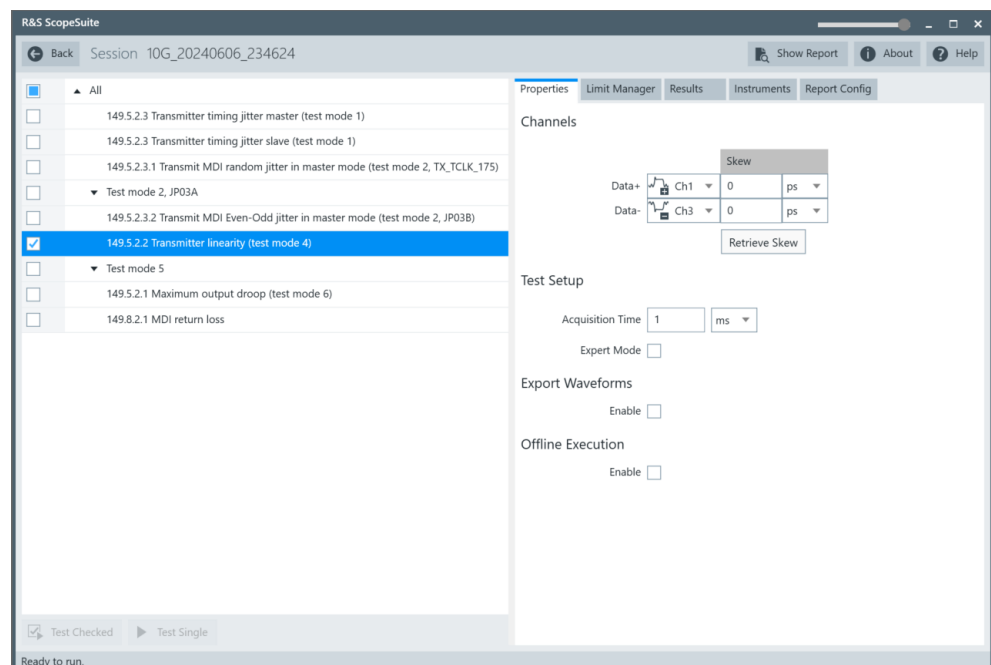 R&S ScopeSuite
Back Session 10G_20240606_234624 Show Report About Help
All
149.5.2.3 Transmitter timing jitter master (test mode 1)
149.5.2.3 Transmitter timing jitter slave (test mode 1)
149.5.2.3.1 Transmit MDI random jitter in master mode (test mode 2, TX_TCLK_175)
Test mode 2, JP03A
149.5.2.3.2 Transmit MDI Even-Odd jitter in master mode (test mode 2, JP03B)
149.5.2.2 Transmitter linearity (test mode 4)
Test mode 5
149.5.2.1 Maximum output droop (test mode 6)
149.8.2.1 MDI return loss
Test Checked Test Single
Properties Limit Manager Results Instruments Report Config
Channels
Skew
Data+ Ch1 0 ps
Data- Ch3 0 ps
Retrieve Skew
Test Setup
Acquisition Time 1 ms
Expert Mode
Export Waveforms
Enable
Offline Execution
Enable
Ready to run.